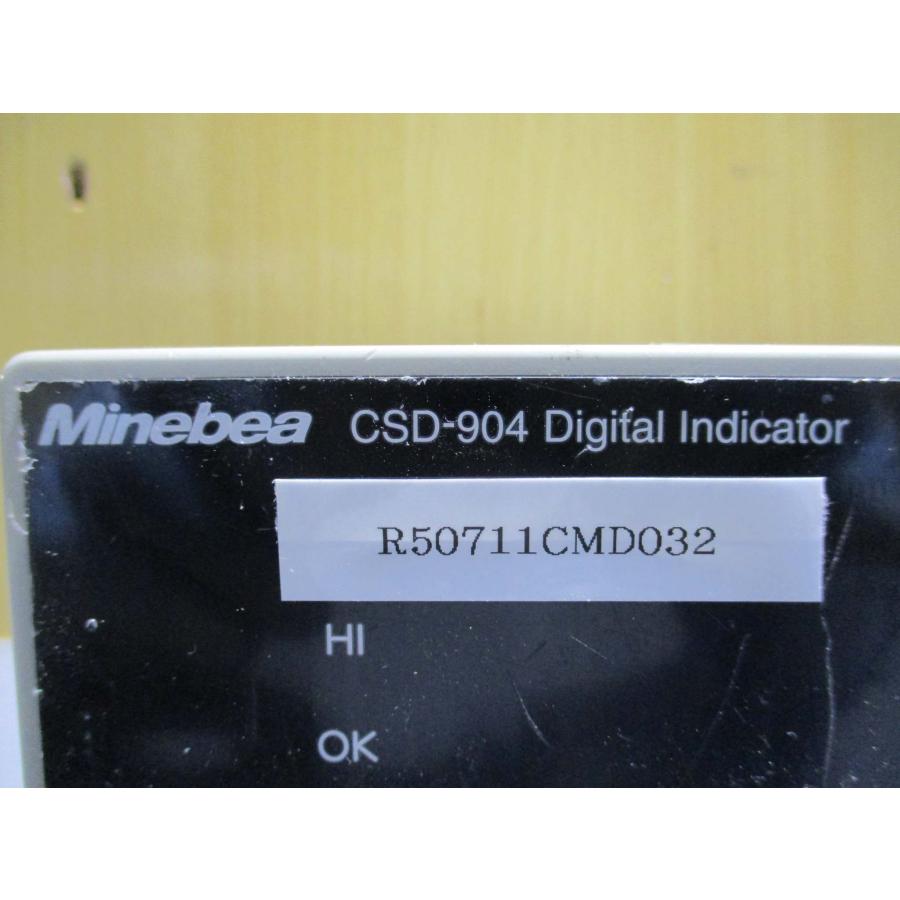 Minebea CSD-904 Digital Indicator
R50711CMD032
HI
OK